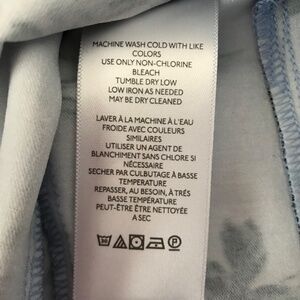 MACHINE WASH COLD WITH LIKE
COLORS
USE ONLY NON-CHLORINE
BLEACH
TUMBLE DRY LOW
LOW IRON AS NEEDED
MAY BE DRY CLEANED
LAVER À LA MACHINE À L'EAU
FROIDE AVEC COULEURS
SIMILAIRES
UTILISER UN AGENT DE
BLANCHIMENT SANS CHLORE SI
NÉCESSAIRE
SECHER PAR CULBUTAGE À BASSE
TEMPERATURE
REPASSER, AU BESOIN, À TRÉS
BASSE TEMPÉRATURE
PEUT-ÊTRE ÊTRE NETTOYÉE
A SEC